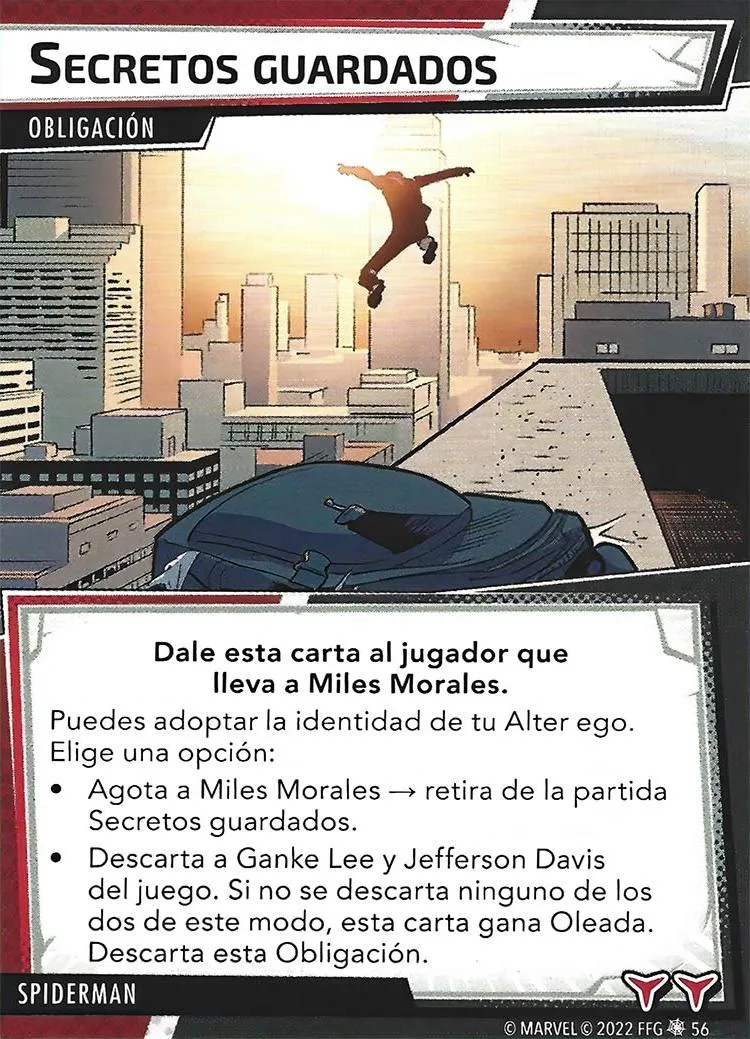 SECRETOS GUARDADOS
OBLIGACIÓN
Dale esta carta al jugador que
lleva a Miles Morales.
Puedes adoptar la identidad de tu Alter ego.
Elige una opción:
• Agota a Miles Morales → retira de la partida
Secretos guardados.
• Descarta a Ganke Lee y Jefferson Davis
del juego. Si no se descarta ninguno de los
dos de este modo, esta carta gana Oleada.
Descarta esta Obligación.
SPIDERMAN
© MARVEL © 2022 FFG 56